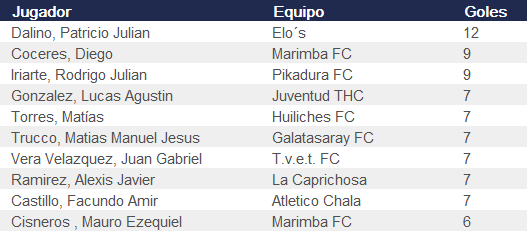 Jugador Equipo Goles
Dalino, Patricio Julian Elo´s 12
Coceres, Diego Marimba FC 9
Iriarte, Rodrigo Julian Pikadura FC 9
Gonzalez, Lucas Agustin Juventud THC 7
Torres, Matías Huiliches FC 7
Trucco, Matias Manuel Jesus Galatasaray FC 7
Vera Velazquez, Juan Gabriel T.v.e.t. FC 7
Ramirez, Alexis Javier La Caprichosa 7
Castillo, Facundo Amir Atletico Chala 7
Cisneros , Mauro Ezequiel Marimba FC 6